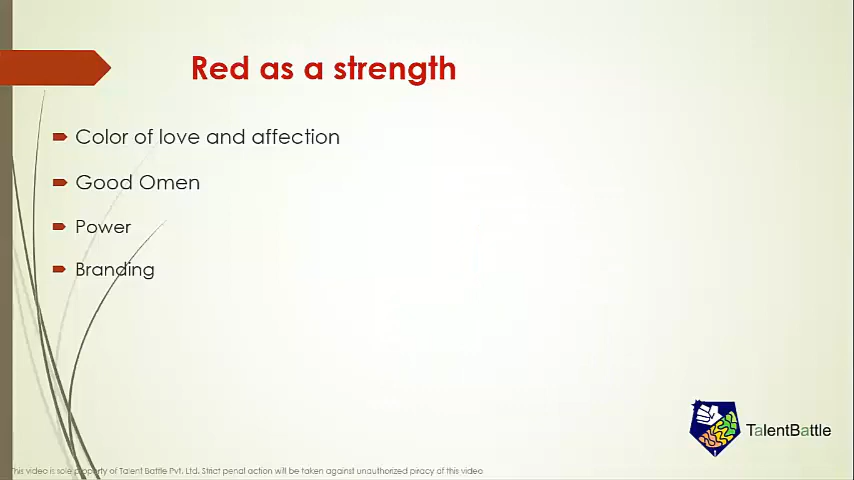 Red as a strength
Color of love and affection
Good Omen
Power
Branding
TalentBattle
This video is sole property of Talent Battle Pvt. Ltd. Strict penal action will be taken against unauthorized piracy of this video